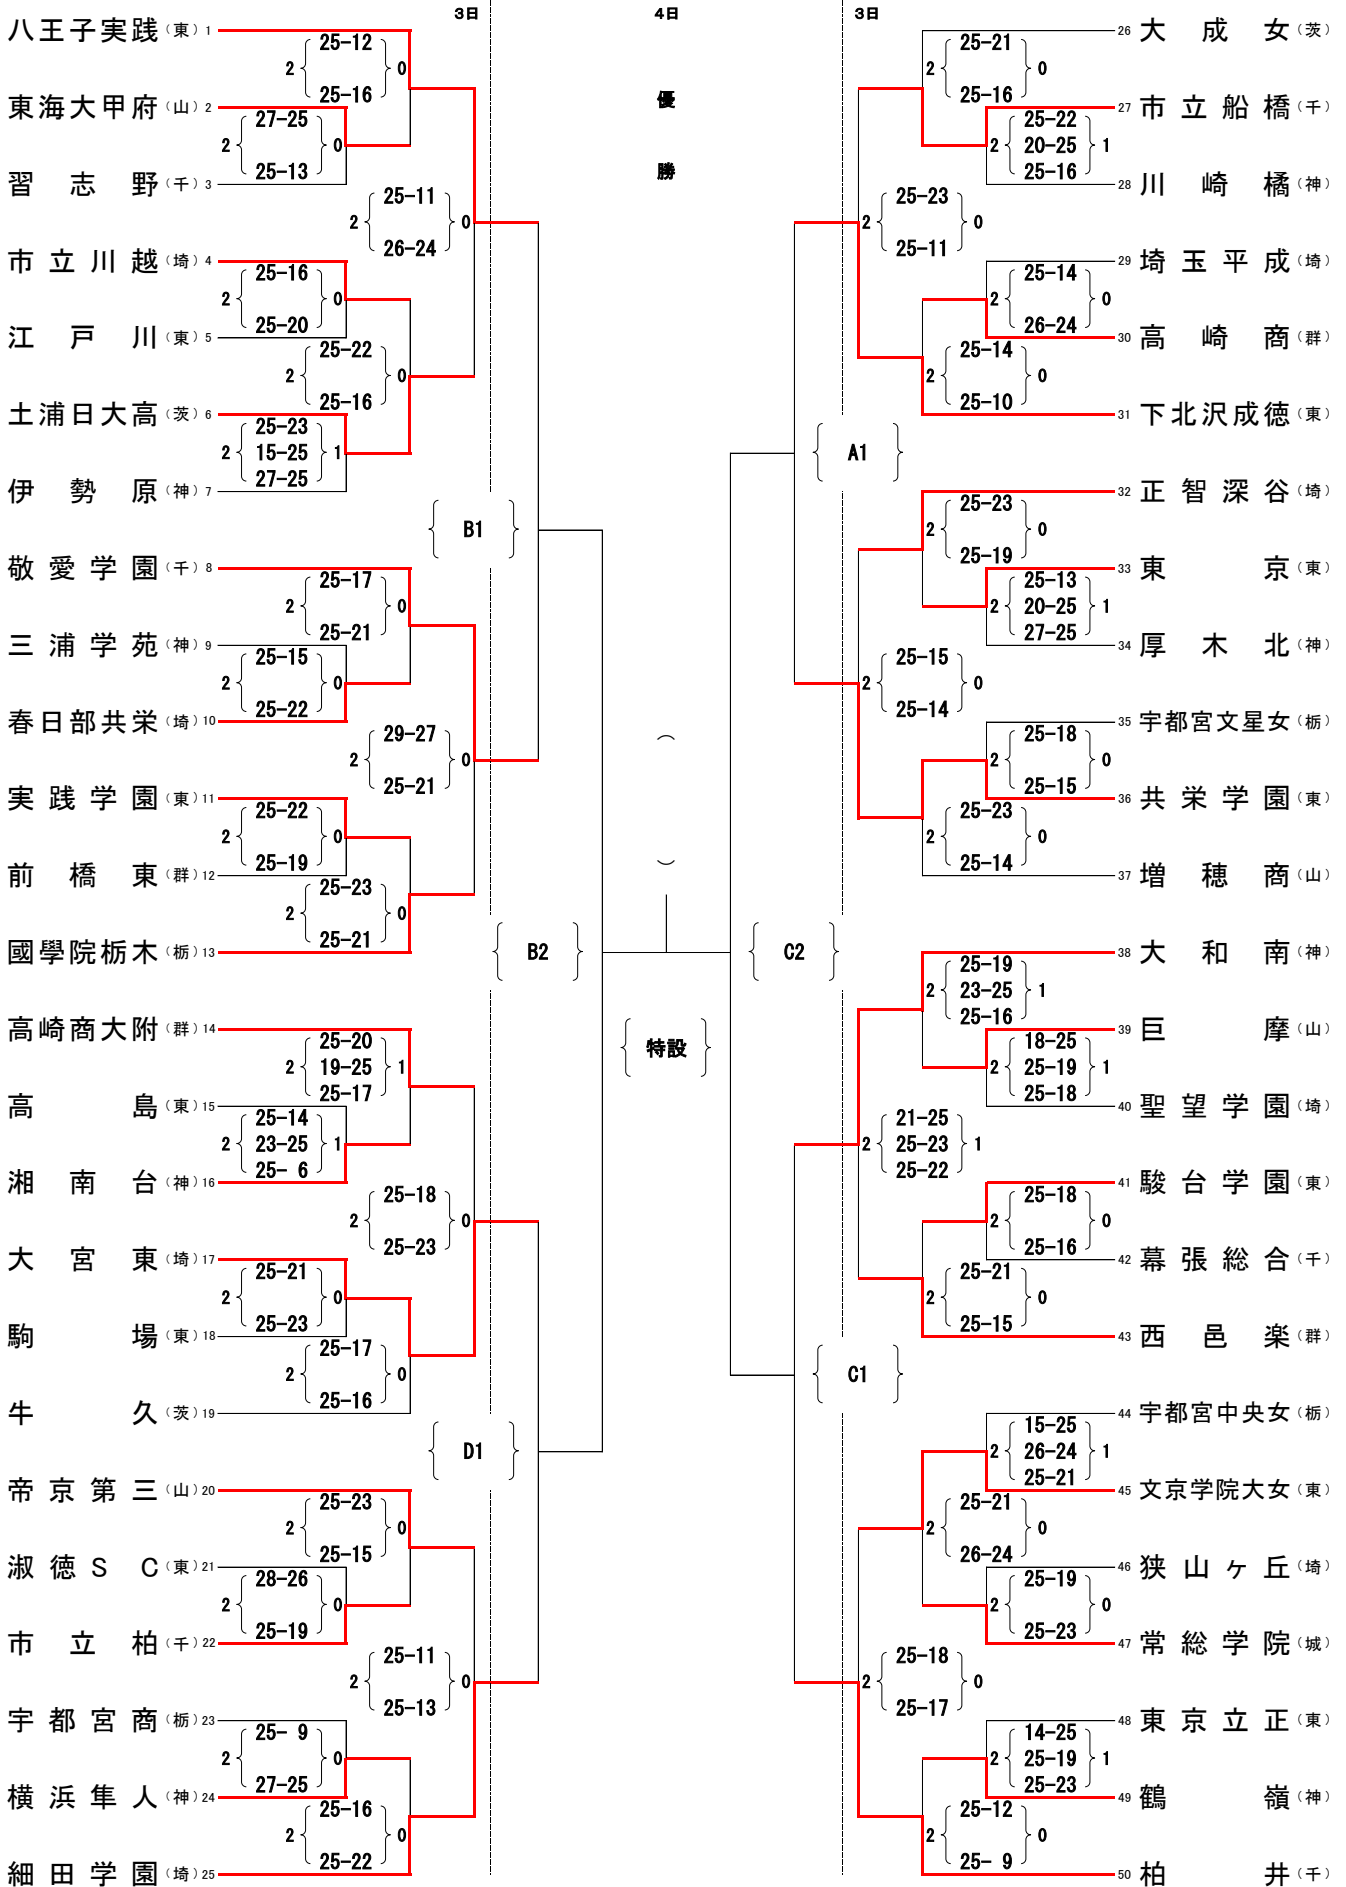 3日
4日
3日
優
勝
八王子実践（東）1
東海大甲府（山）2
習志野（千）3
市立川越（埼）4
江戸川（東）5
土浦日大高（茨）6
伊勢原（神）7
敬愛学園（千）8
三浦学苑（神）9
春日部共栄（埼）10
実践学園（東）11
前橋東（群）12
國學院栃木（栃）13
高崎商大附（群）14
高島（東）15
湘南台（神）16
大宮東（埼）17
駒場（東）18
牛久（茨）19
帝京第三（山）20
淑徳SC（東）21
市立柏（千）22
宇都宮商（栃）23
横浜隼人（神）24
細田学園（埼）25
2 25-12 0
25-16
2 27-25 0
25-13
2 25-11 0
26-24
2 25-16 0
25-20
2 25-22 0
25-16
25-23
2 15-25 1
27-25
B1
2 25-17 0
25-21
2 25-15 0
25-22
2 29-27 0
25-21
2 25-22 0
25-19
2 25-23 0
25-21
B2
25-20
2 19-25 1
25-17
25-14
2 23-25 1
25- 6
2 25-18 0
25-23
2 25-21 0
25-23
2 25-17 0
25-16
D1
2 25-23 0
25-15
2 28-26 0
25-19
2 25-11 0
25-13
2 25- 9 0
27-25
2 25-16 0
25-22
（
）
特設
26 大成女（茨）
27 市立船橋（千）
28 川崎橘（神）
29 埼玉平成（埼）
30 高崎商（群）
31 下北沢成徳（東）
32 正智深谷（埼）
33 東京（東）
34 厚木北（神）
35 宇都宮文星女（栃）
36 共栄学園（東）
37 増穂商（山）
38 大和南（神）
39 巨摩（山）
40 聖望学園（埼）
41 駿台学園（東）
42 幕張総合（千）
43 西邑楽（群）
44 宇都宮中央女（栃）
45 文京学院大女（東）
46 狭山ヶ丘（埼）
47 常総学院（城）
48 東京立正（東）
49 鶴嶺（神）
50 柏井（千）
2 25-21 0
25-16
25-22
2 20-25 1
25-16
2 25-23 0
25-11
2 25-14 0
26-24
2 25-14 0
25-10
A1
2 25-23 0
25-19
25-13
2 20-25 1
27-25
2 25-15 0
25-14
2 25-18 0
25-15
2 25-23 0
25-14
C2
25-19
2 23-25 1
25-16
18-25
2 25-19 1
25-18
21-25
2 25-23 1
25-22
2 25-18 0
25-16
2 25-21 0
25-15
C1
15-25
2 26-24 1
25-21
2 25-21 0
26-24
2 25-19 0
25-23
2 25-18 0
25-17
14-25
2 25-19 1
25-23
2 25-12 0
25- 9